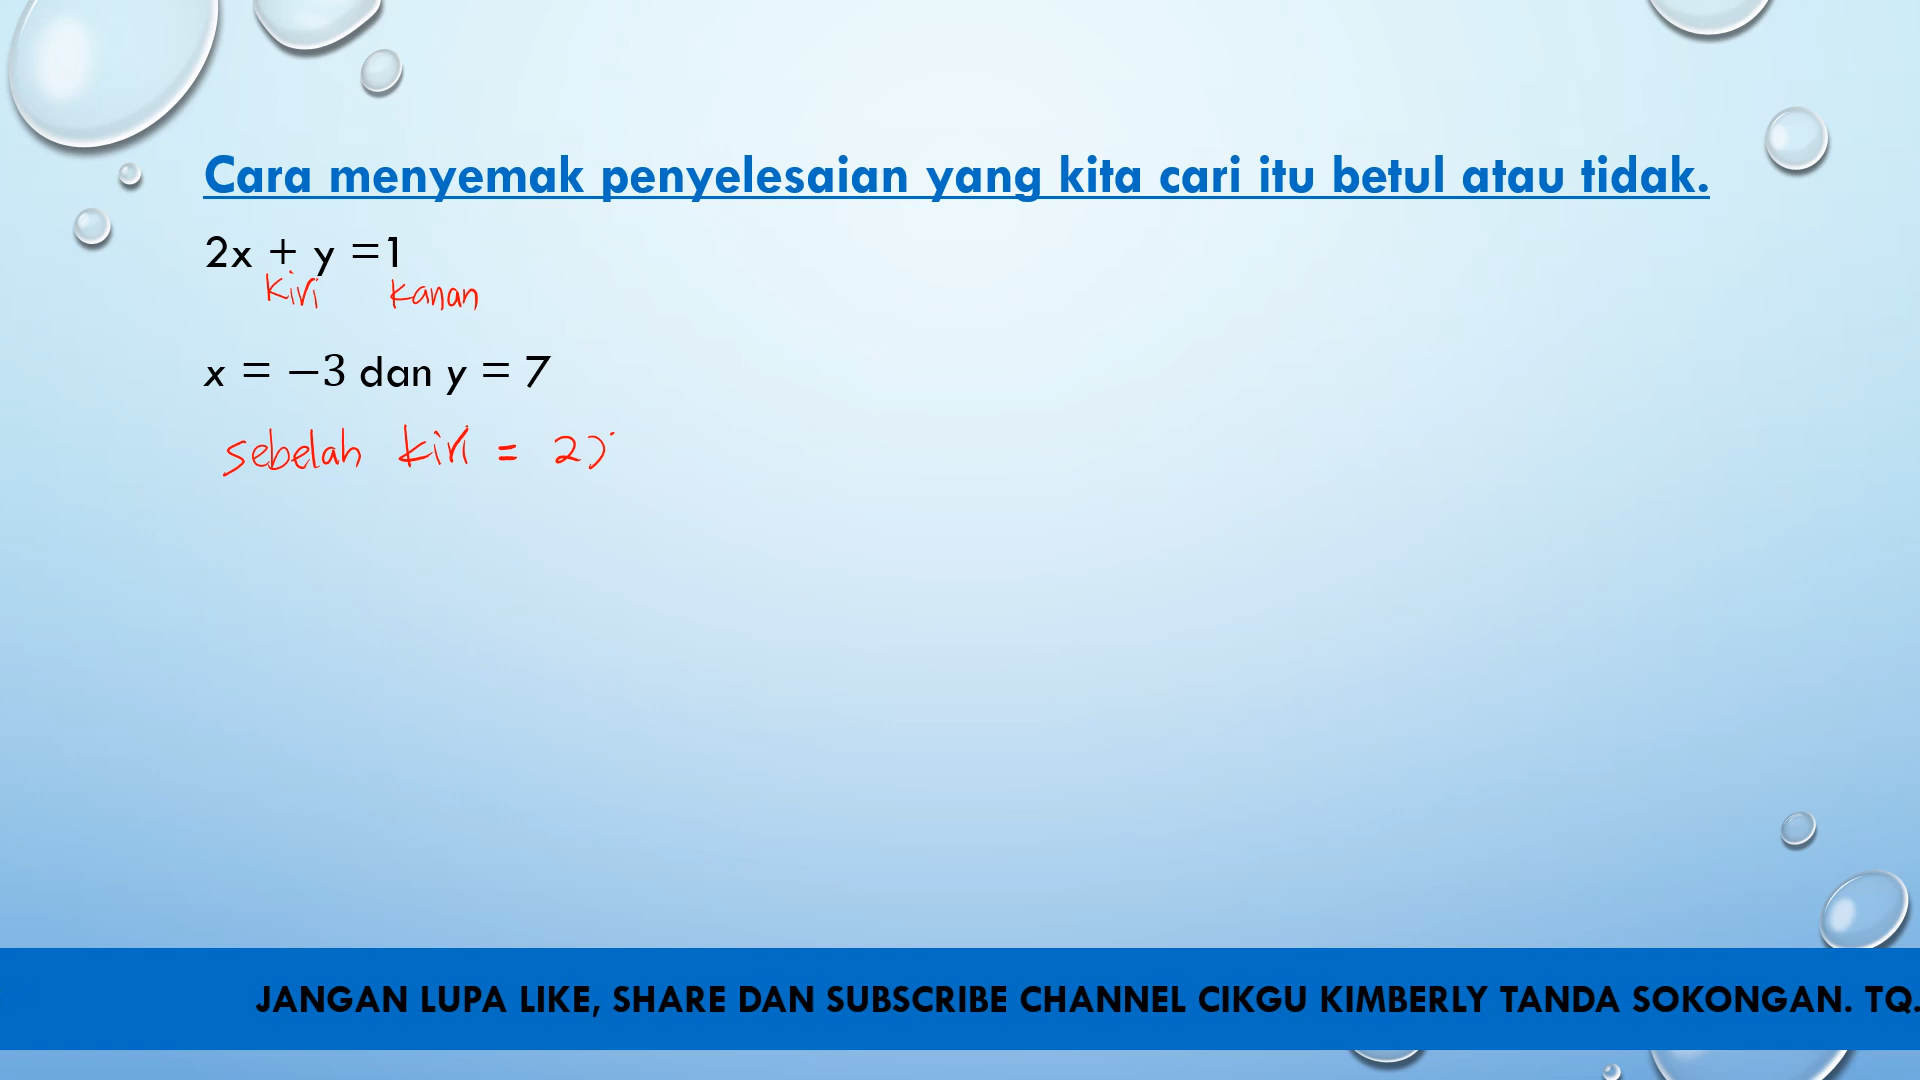 Cara menyemak penyelesaian yang kita cari itu betul atau tidak.
2x + y =1
kiri kanan
x = −3 dan y = 7
sebelah kiri = 2
JANGAN LUPA LIKE, SHARE DAN SUBSCRIBE CHANNEL CIKGU KIMBERLY TANDA SOKONGAN. TQ.